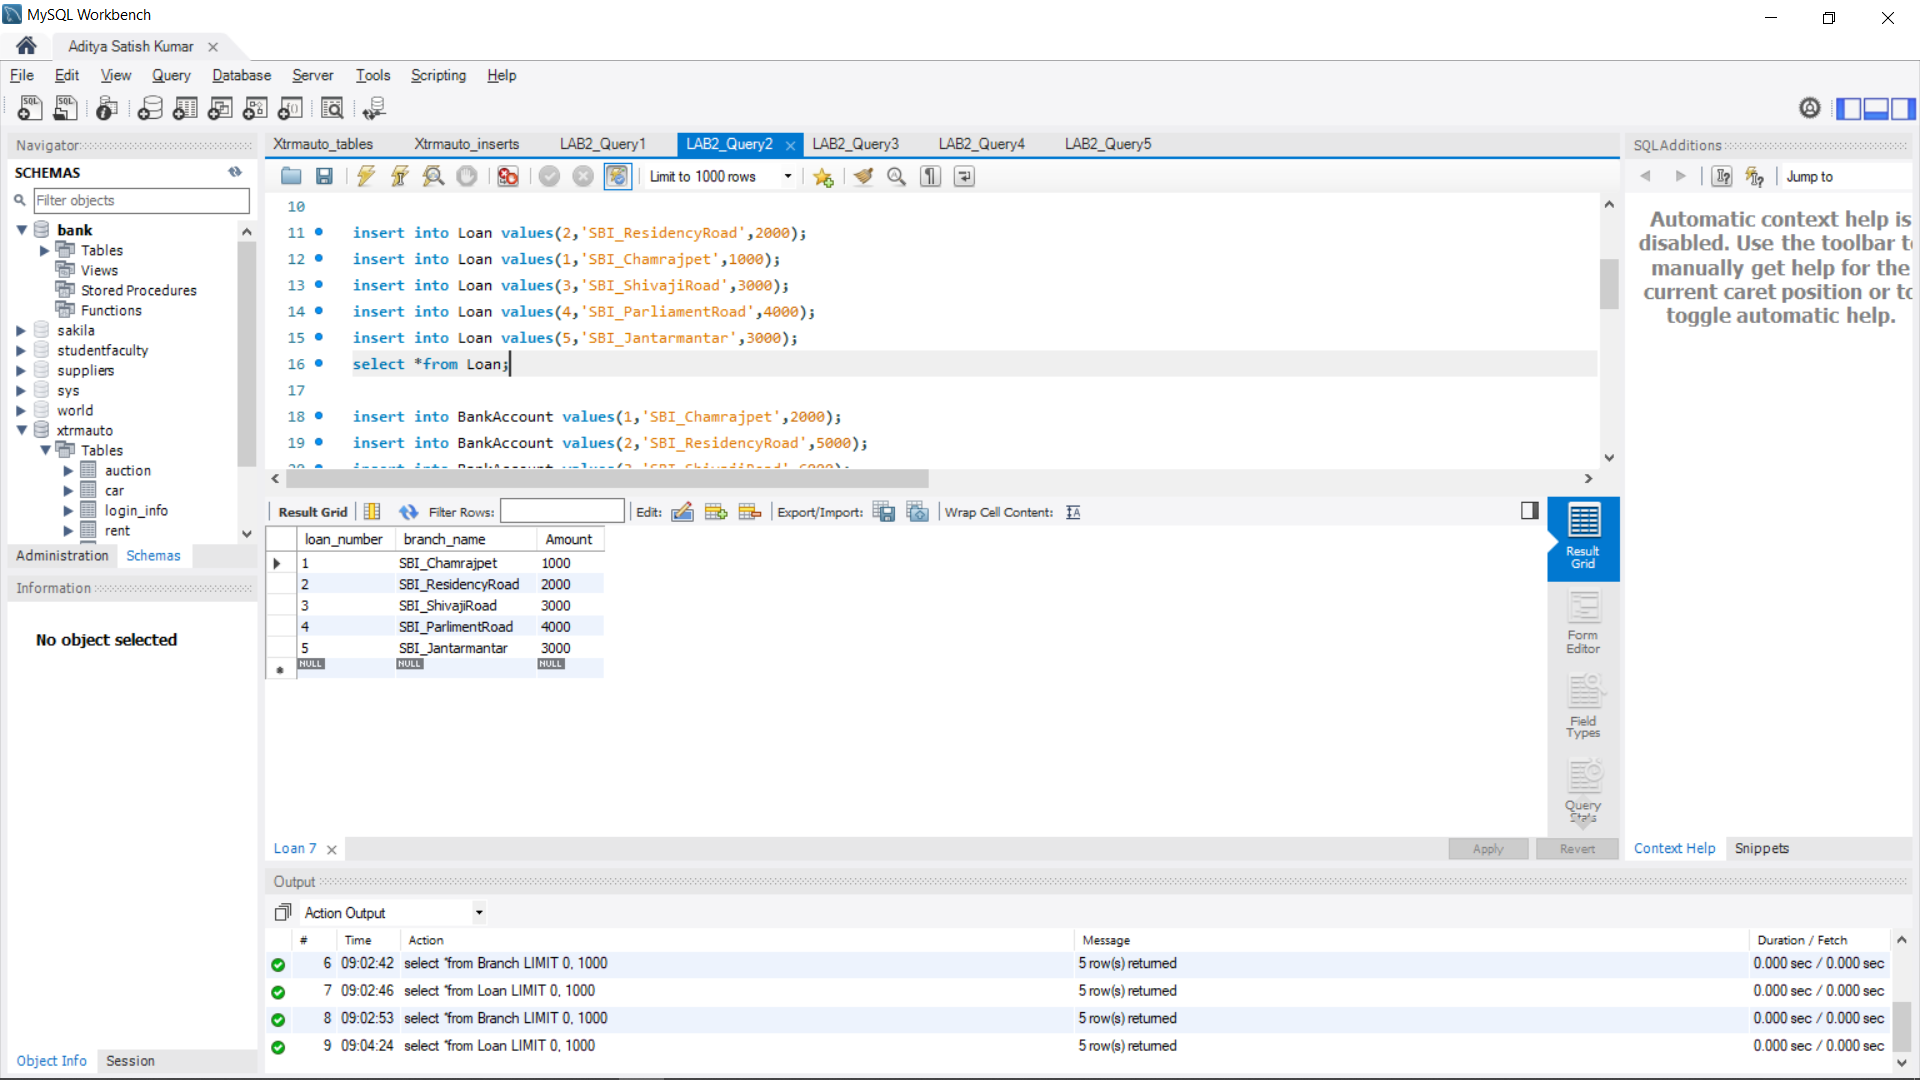 MySQL Workbench
Aditya Satish Kumar
File Edit View Query Database Server Tools Scripting Help
Navigator
SCHEMAS
Filter objects
bank
Tables
Views
Stored Procedures
Functions
sakila
studentfaculty
suppliers
sys
world
xtrmauto
Tables
auction
car
login_info
rent
Administration Schemas
Information
No object selected
Object Info Session
Xtrmauto_tables Xtrmauto_inserts LAB2_Query1 LAB2_Query2 LAB2_Query3 LAB2_Query4 LAB2_Query5
Limit to 1000 rows
10
11 insert into Loan values(2,'SBI_ResidencyRoad',2000);
12 insert into Loan values(1,'SBI_Chamrajpet',1000);
13 insert into Loan values(3,'SBI_ShivajiRoad',3000);
14 insert into Loan values(4,'SBI_ParliamentRoad',4000);
15 insert into Loan values(5,'SBI_Jantarmantar',3000);
16 select *from Loan;
17
18 insert into BankAccount values(1,'SBI_Chamrajpet',2000);
19 insert into BankAccount values(2,'SBI_ResidencyRoad',5000);
20 insert into BankAccount values(3,'SBI_ShivajiRoad',6000);
Result Grid Filter Rows: Edit: Export/Import: Wrap Cell Content:
loan_number branch_name Amount
1 SBI_Chamrajpet 1000
2 SBI_ResidencyRoad 2000
3 SBI_ShivajiRoad 3000
4 SBI_ParlimentRoad 4000
5 SBI_Jantarmantar 3000
NULL NULL NULL
Result
Grid
Form
Editor
Field
Types
Query
Stats
Loan 7
Apply Revert
SQLAdditions
Jump to
Automatic context help is
disabled. Use the toolbar t
manually get help for the
current caret position or to
toggle automatic help.
Context Help Snippets
Output
Action Output
# Time Action Message Duration / Fetch
6 09:02:42 select *from Branch LIMIT 0, 1000 5 row(s) returned 0.000 sec / 0.000 sec
7 09:02:46 select *from Loan LIMIT 0, 1000 5 row(s) returned 0.000 sec / 0.000 sec
8 09:02:53 select *from Branch LIMIT 0, 1000 5 row(s) returned 0.000 sec / 0.000 sec
9 09:04:24 select *from Loan LIMIT 0, 1000 5 row(s) returned 0.000 sec / 0.000 sec